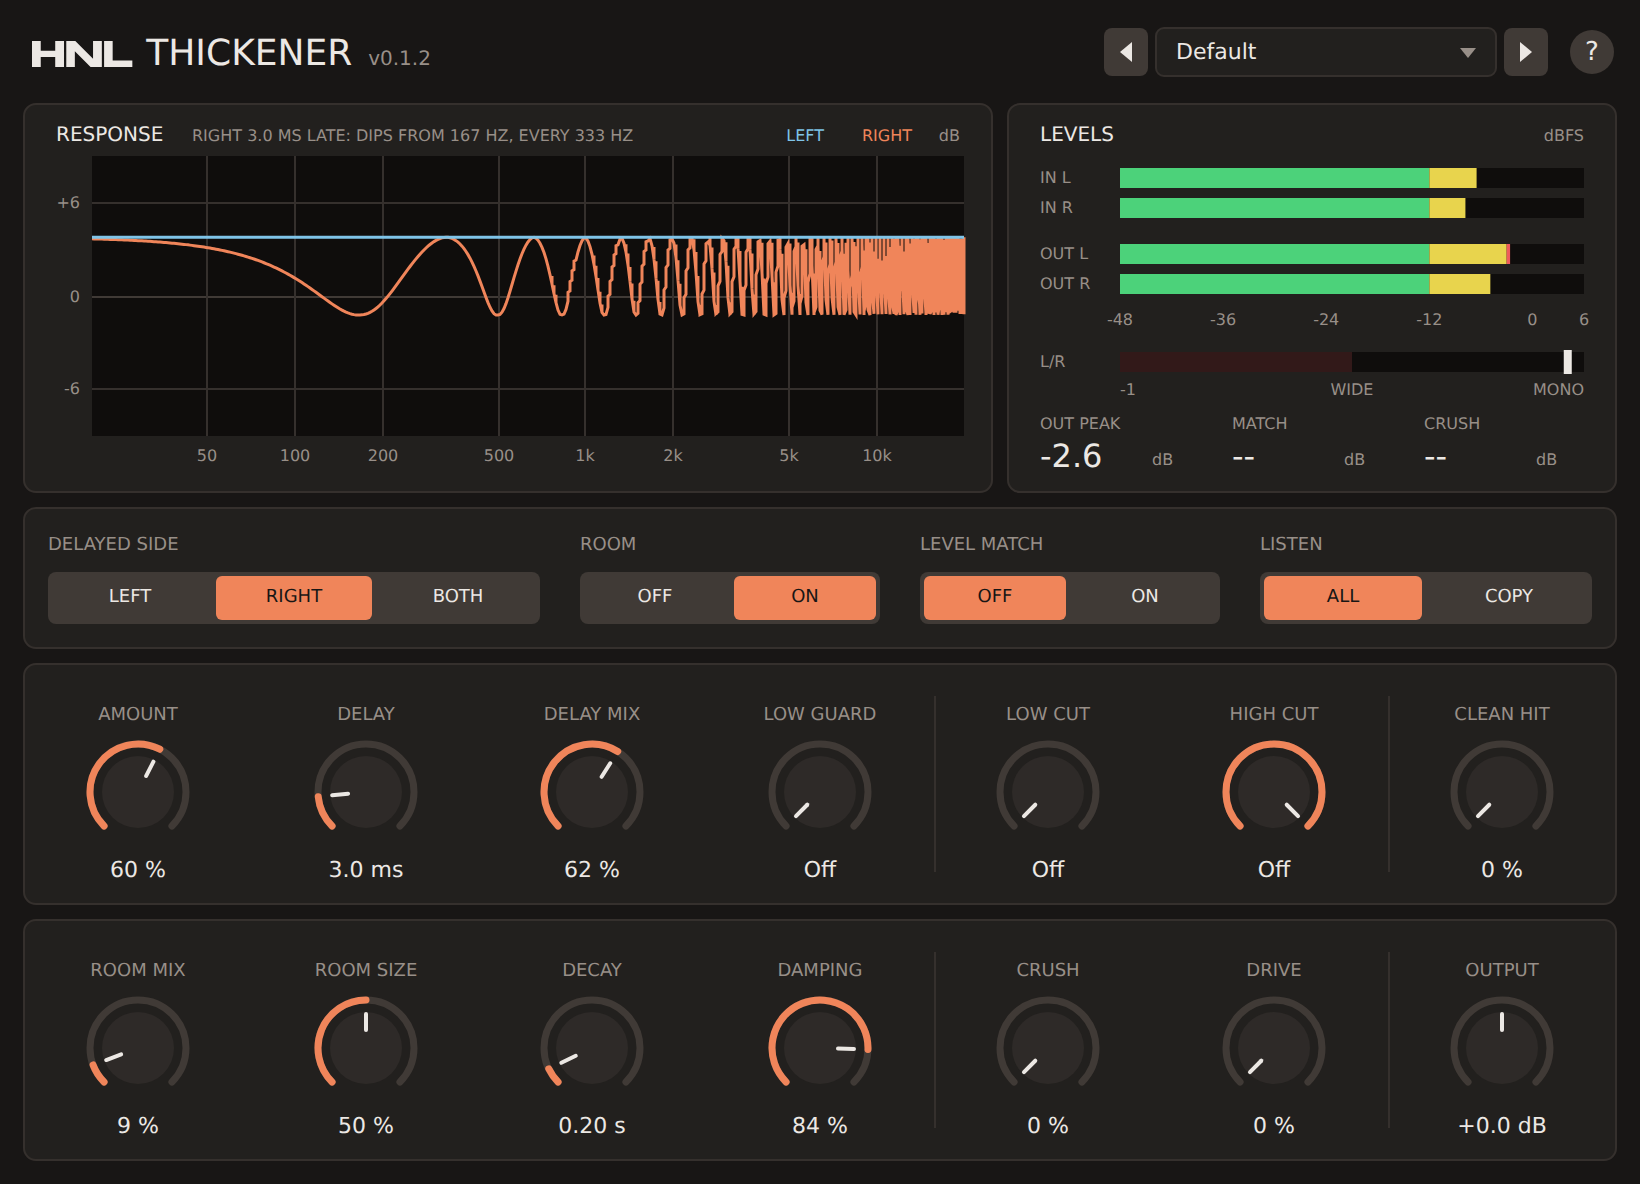 HNL THICKENER v0.1.2
Default
?
RESPONSE RIGHT 3.0 MS LATE: DIPS FROM 167 HZ, EVERY 333 HZ LEFT RIGHT dB
+6
0
-6
50 100 200 500 1k 2k 5k 10k
LEVELS dBFS
IN L
IN R
OUT L
OUT R
-48 -36 -24 -12 0 6
L/R
-1 WIDE MONO
OUT PEAK MATCH CRUSH
-2.6 dB -- dB -- dB
DELAYED SIDE ROOM LEVEL MATCH LISTEN
LEFT RIGHT BOTH OFF ON OFF ON ALL COPY
AMOUNT DELAY DELAY MIX LOW GUARD LOW CUT HIGH CUT CLEAN HIT
60 % 3.0 ms 62 % Off Off Off 0 %
ROOM MIX ROOM SIZE DECAY DAMPING CRUSH DRIVE OUTPUT
9 % 50 % 0.20 s 84 % 0 % 0 % +0.0 dB